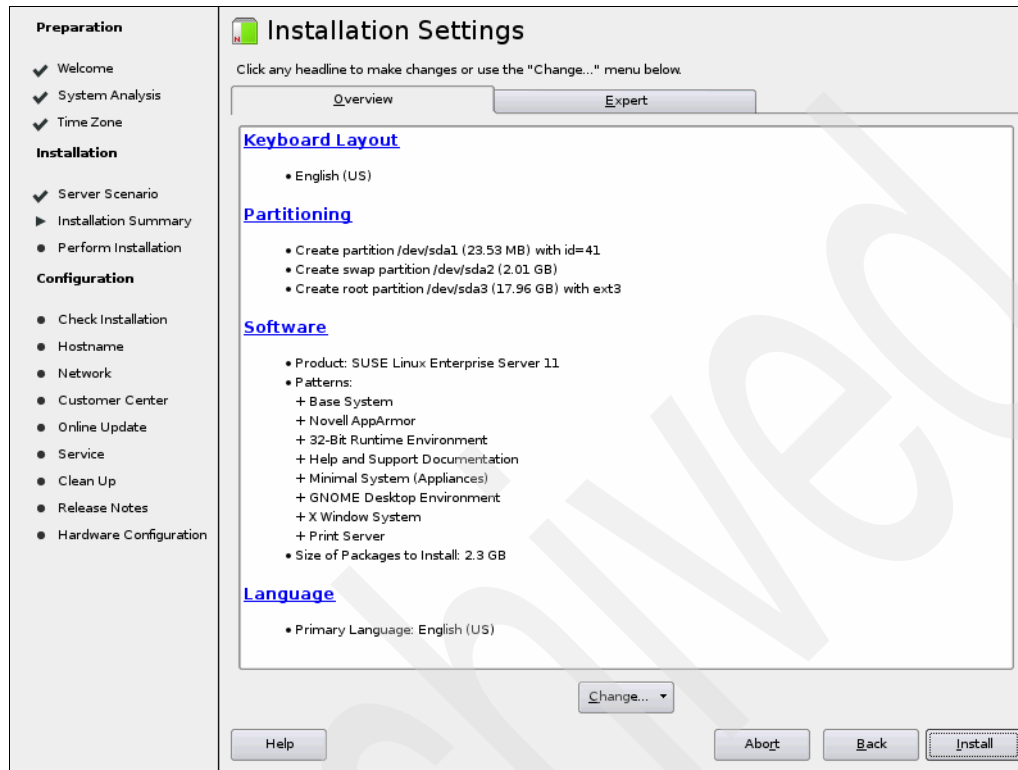 Preparation
Welcome
System Analysis
Time Zone
Installation
Server Scenario
Installation Summary
Perform Installation
Configuration
Check Installation
Hostname
Network
Customer Center
Online Update
Service
Clean Up
Release Notes
Hardware Configuration
N
Installation Settings
Click any headline to make changes or use the "Change..." menu below.
Overview
Expert
Keyboard Layout
• English (US)
Partitioning
• Create partition /dev/sda1 (23.53 MB) with id=41
• Create swap partition /dev/sda2 (2.01 GB)
• Create root partition /dev/sda3 (17.96 GB) with ext3
Software
• Product: SUSE Linux Enterprise Server 11
• Patterns:
+ Base System
+ Novell AppArmor
+ 32-Bit Runtime Environment
+ Help and Support Documentation
+ Minimal System (Appliances)
+ GNOME Desktop Environment
+ X Window System
+ Print Server
• Size of Packages to Install: 2.3 GB
Language
• Primary Language: English (US)
Change...
Help
Abort
Back
Install